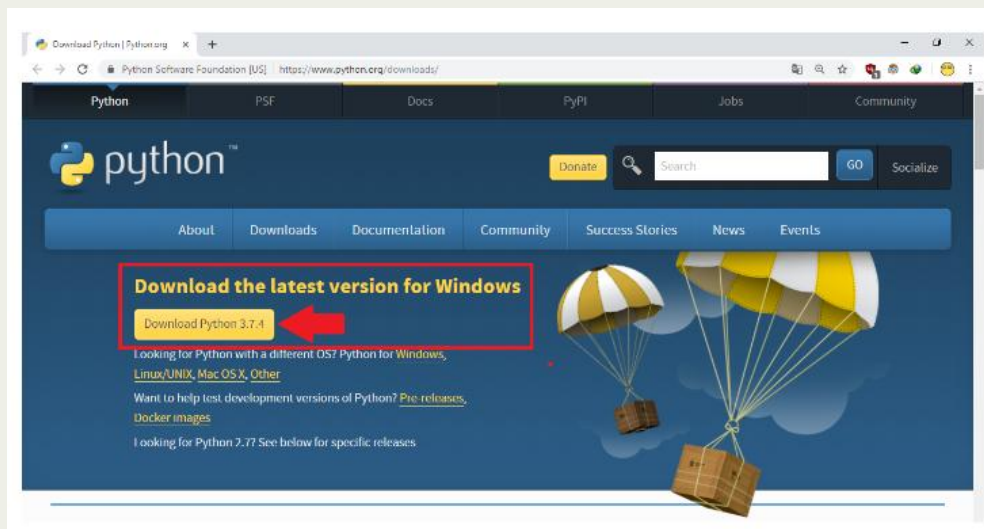 Download Python | Python.org
Python Software Foundation [US] https://www.python.org/downloads/
Python PSF Docs PyPI Jobs Community
python™
Donate Search GO Socialize
About Downloads Documentation Community Success Stories News Events
Download the latest version for Windows
Download Python 3.7.4
Looking for Python with a different OS? Python for Windows,
Linux/UNIX, Mac OS X, Other
Want to help test development versions of Python? Pre-releases,
Docker images
Looking for Python 2.7? See below for specific releases